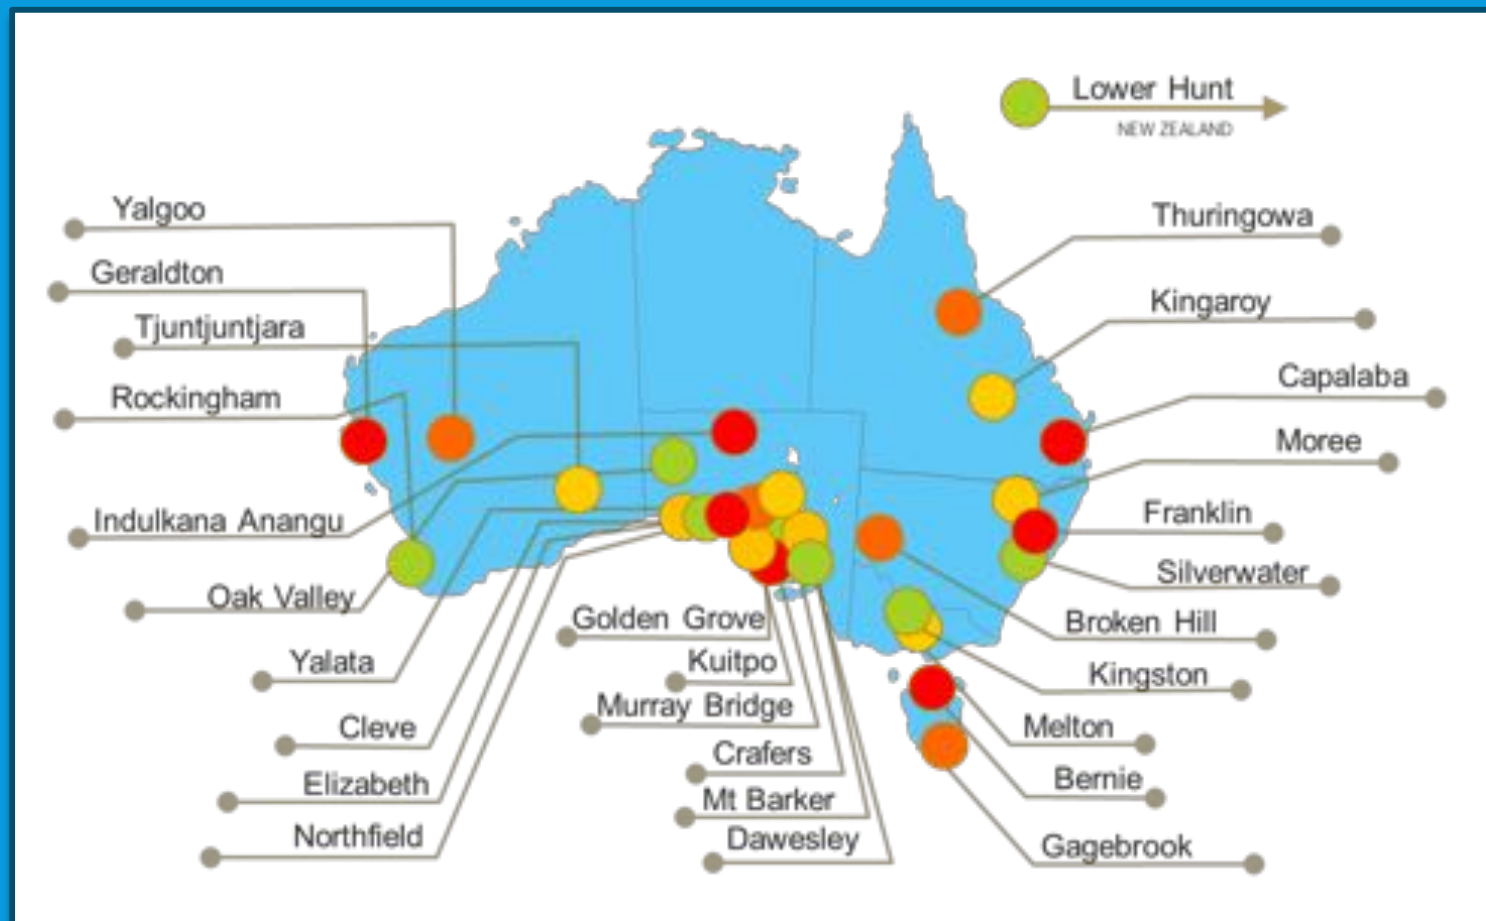 Lower Hunt
NEW ZEALAND
Yalgoo
Geraldton
Tjuntjuntjara
Rockingham
Indulkana Anangu
Oak Valley
Yalata
Cleve
Elizabeth
Northfield
Golden Grove
Kuitpo
Murray Bridge
Crafers
Mt Barker
Dawesley
Thuringowa
Kingaroy
Capalaba
Moree
Franklin
Silverwater
Broken Hill
Kingston
Melton
Bernie
Gagebrook